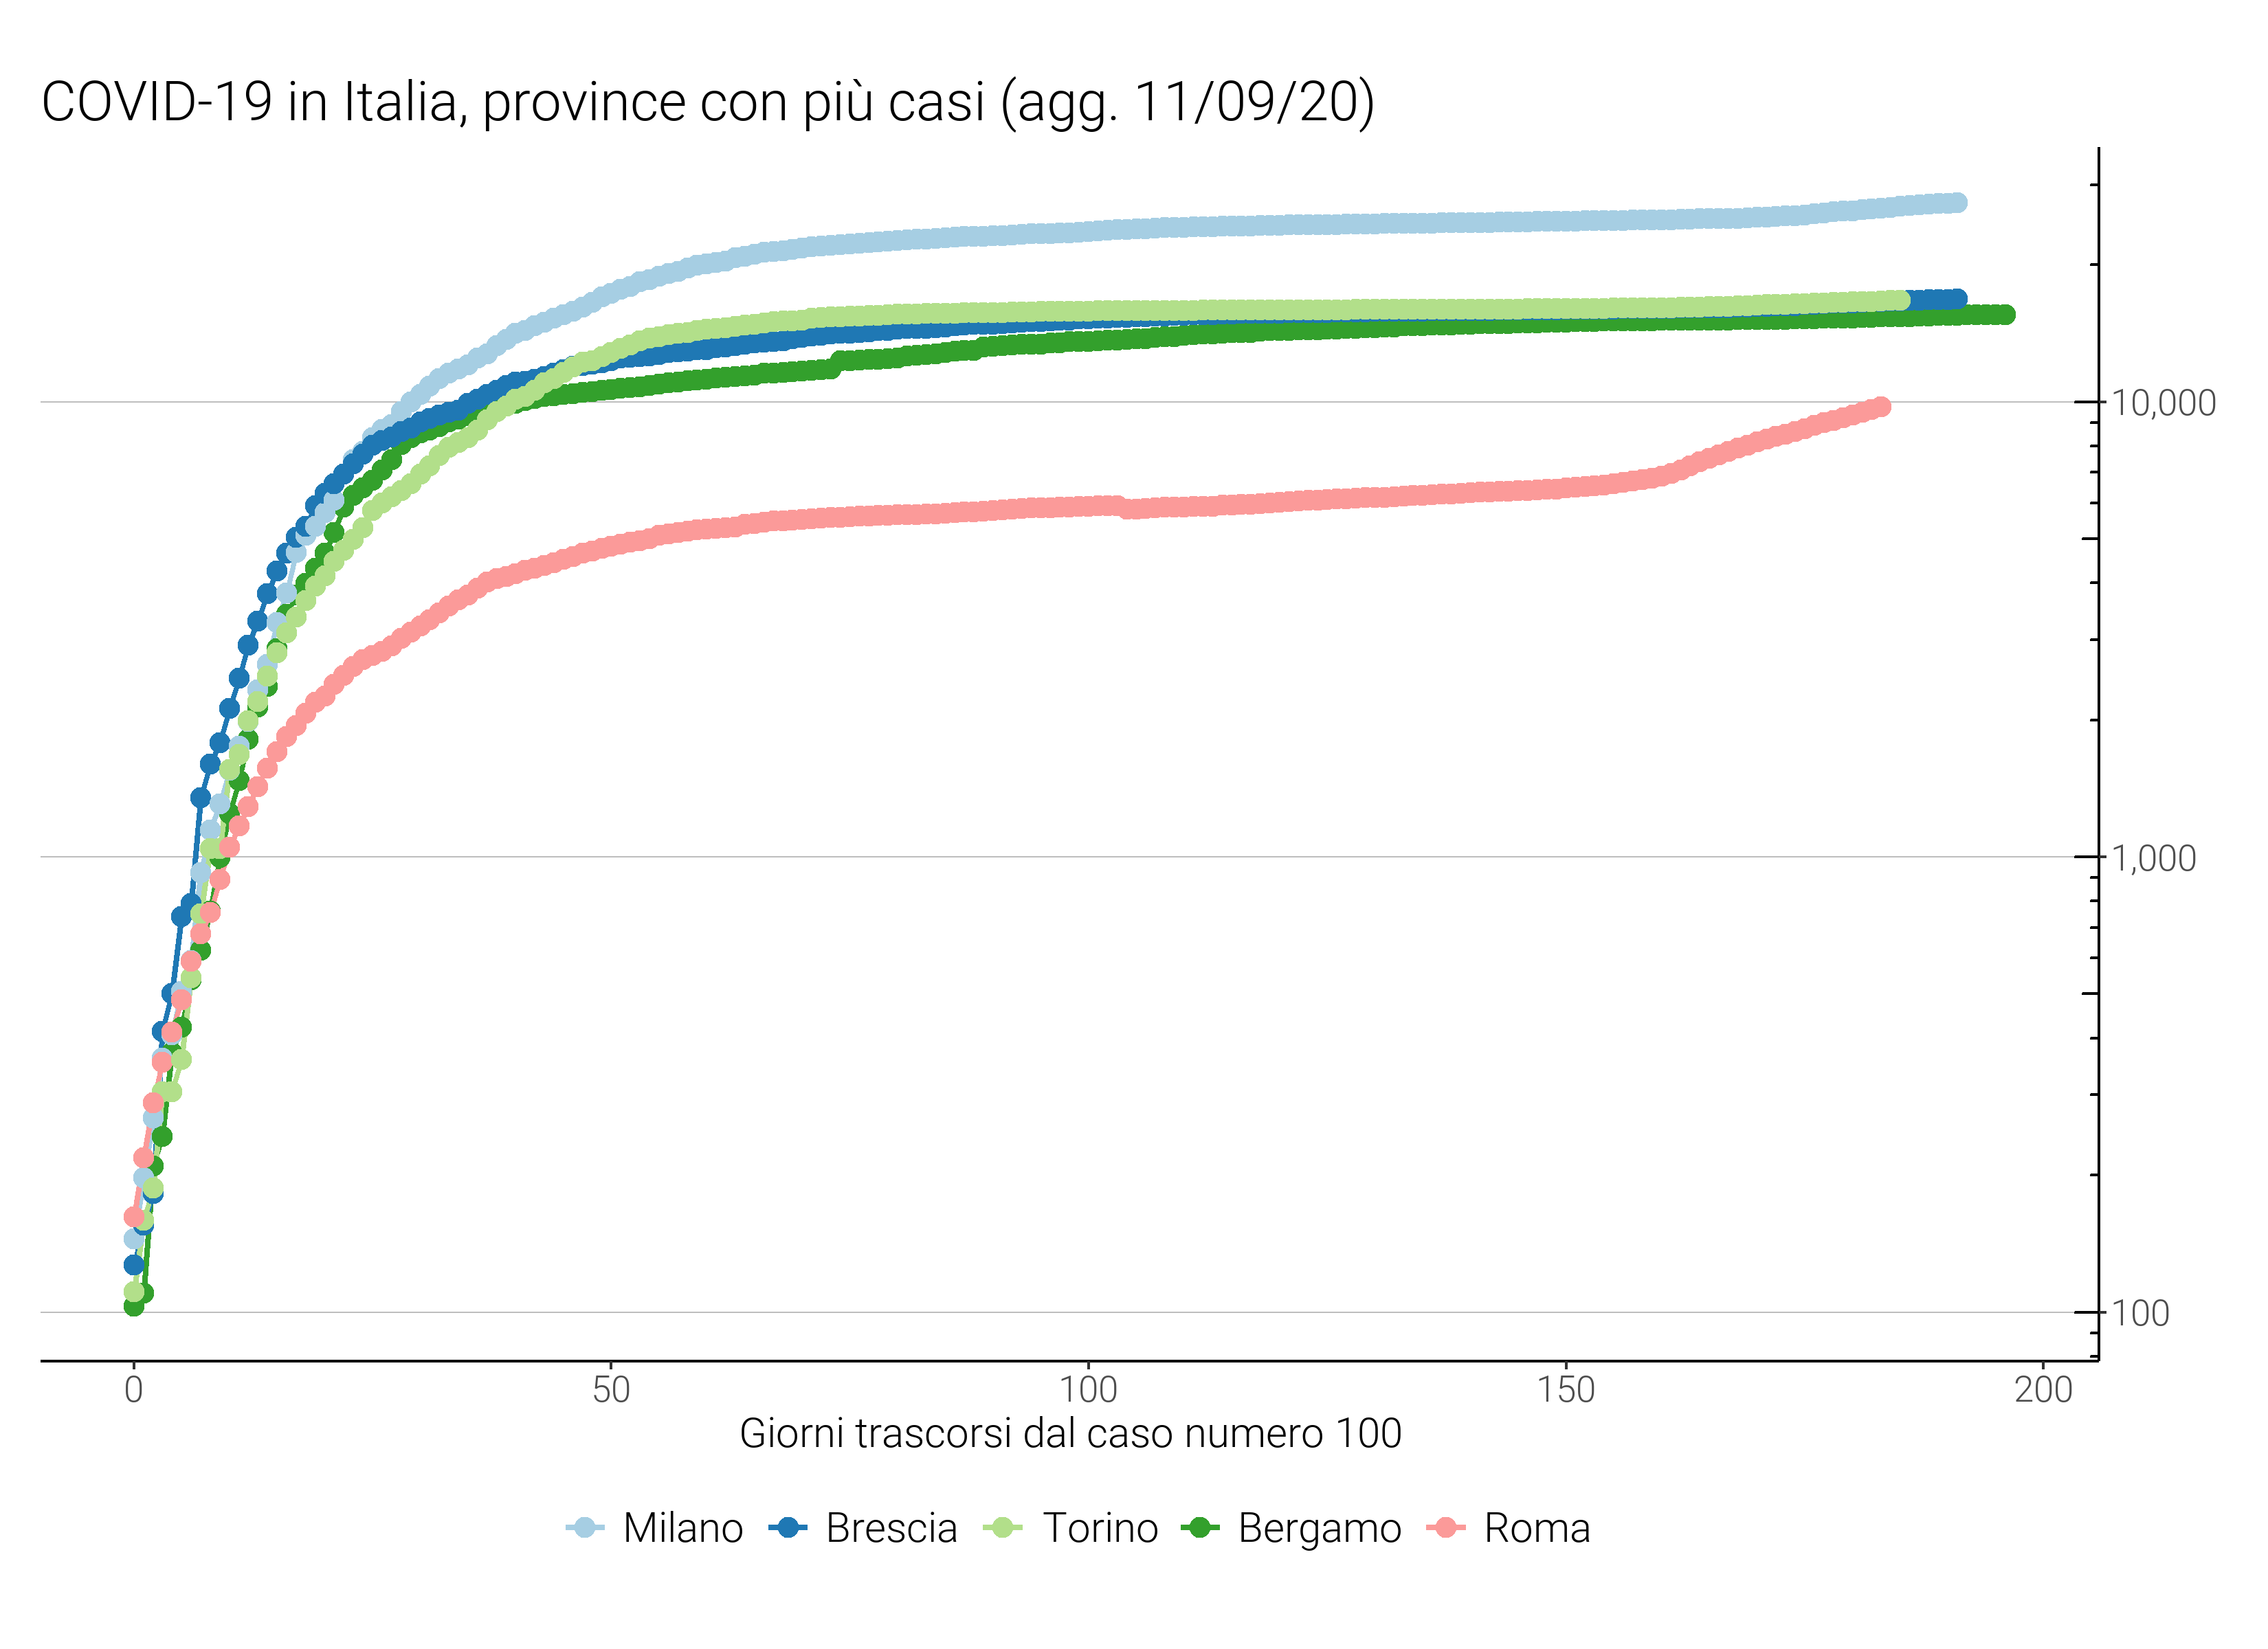 COVID-19 in Italia, province con più casi (agg. 11/09/20)
10,000
1,000
100
0 50 100 150 200
Giorni trascorsi dal caso numero 100
Milano Brescia Torino Bergamo Roma